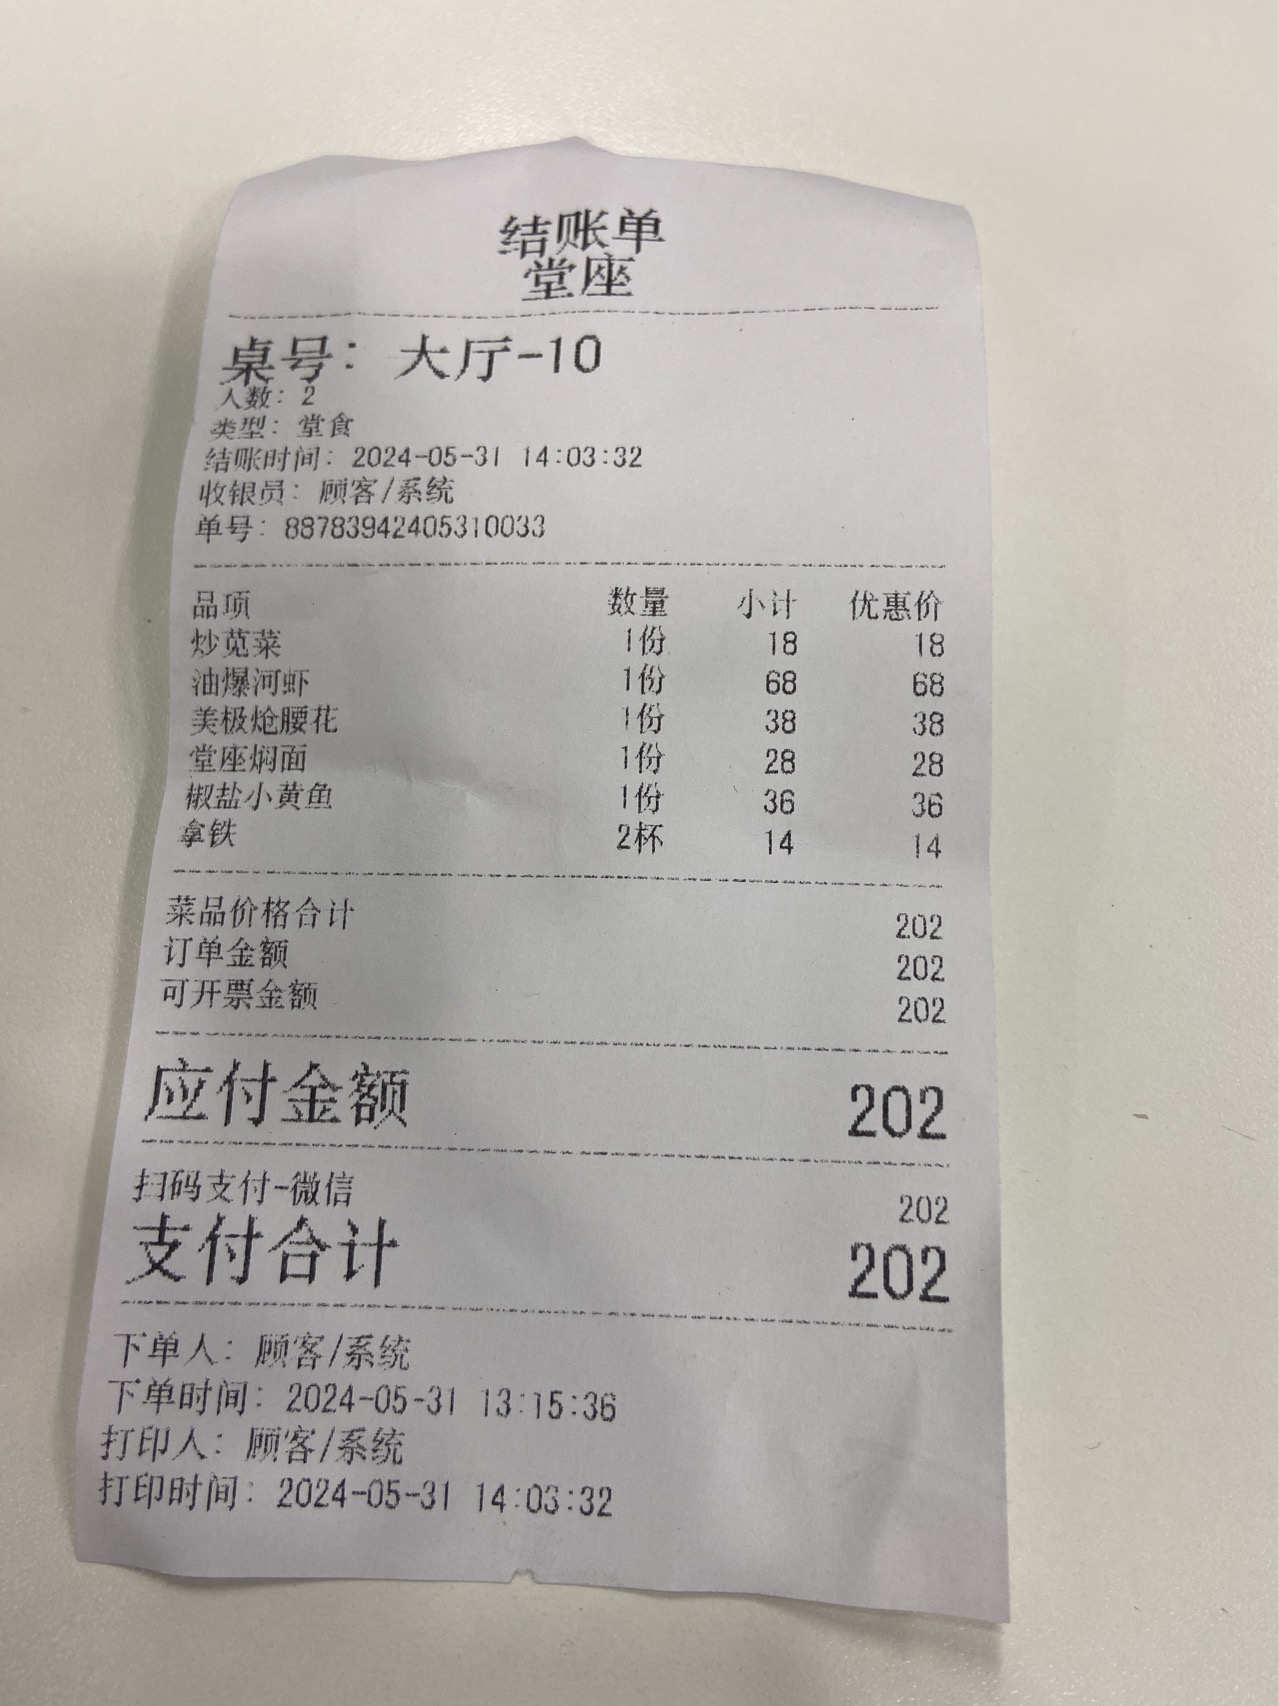 结账单
堂座
桌号：大厅-10
人数：2
类型：堂食
结账时间：2024-05-31 14:03:32
收银员：顾客/系统
单号：88783942405310033
品项 数量 小计 优惠价
炒苋菜 1份 18 18
油爆河虾 1份 68 68
美极炝腰花 1份 38 38
堂座焖面 1份 28 28
椒盐小黄鱼 1份 36 36
拿铁 2杯 14 14
菜品价格合计 202
订单金额 202
可开票金额 202
应付金额 202
扫码支付-微信 202
支付合计 202
下单人：顾客/系统
下单时间：2024-05-31 13:15:36
打印人：顾客/系统
打印时间：2024-05-31 14:03:32